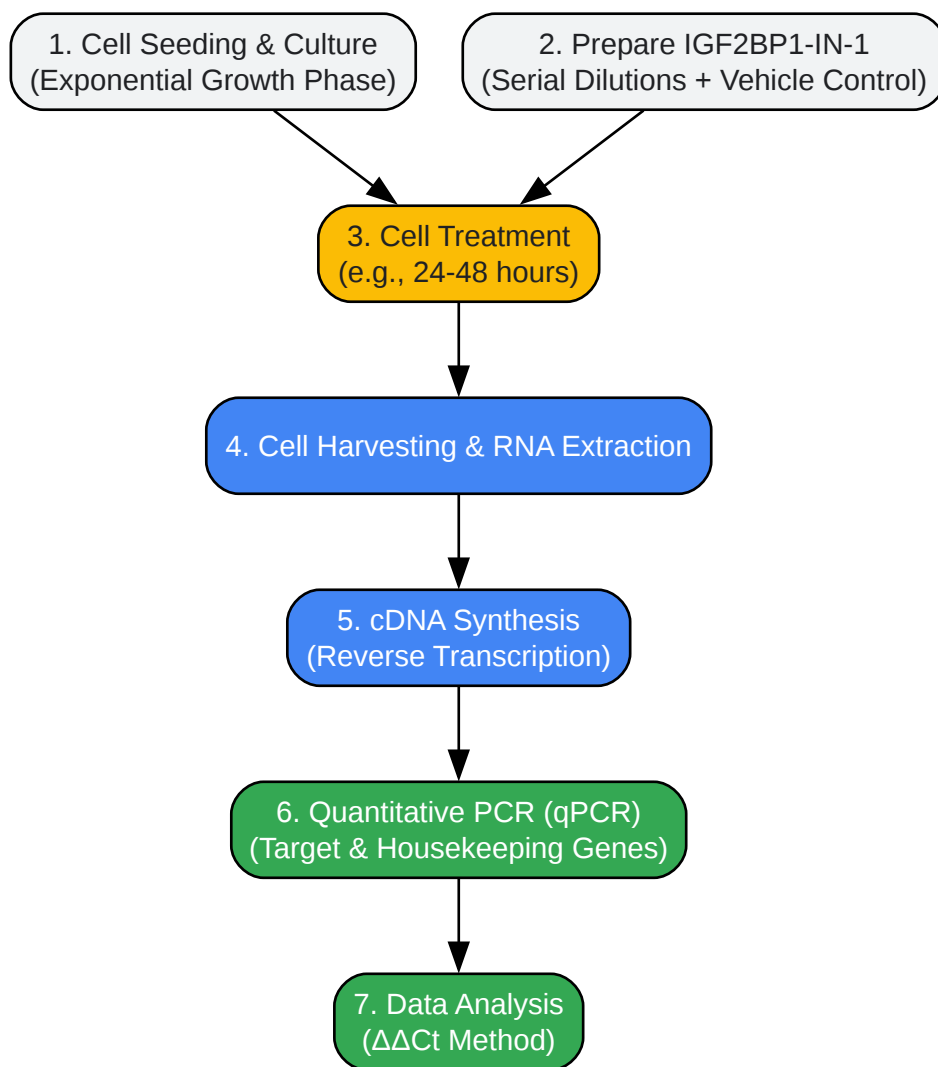 1. Cell Seeding & Culture
(Exponential Growth Phase)
2. Prepare IGF2BP1-IN-1
(Serial Dilutions + Vehicle Control)
3. Cell Treatment
(e.g., 24-48 hours)
4. Cell Harvesting & RNA Extraction
5. cDNA Synthesis
(Reverse Transcription)
6. Quantitative PCR (qPCR)
(Target & Housekeeping Genes)
7. Data Analysis
(ΔΔCt Method)